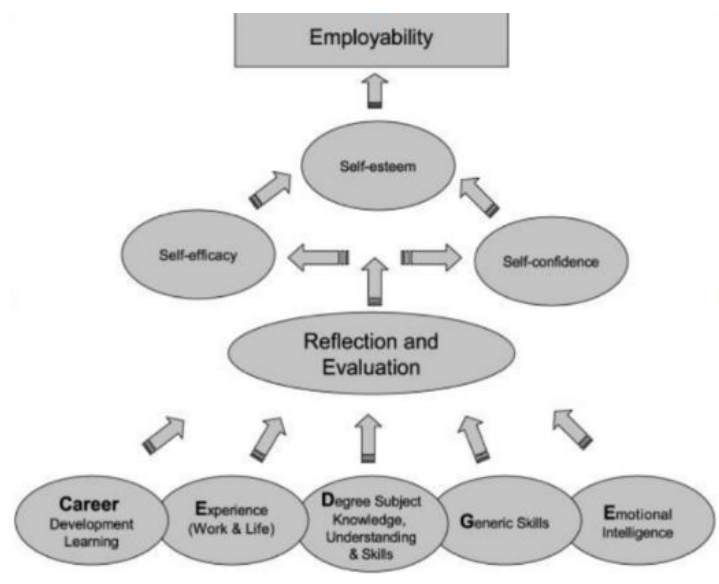 Employability
Self-esteem
Self-efficacy
Self-confidence
Reflection and
Evaluation
Career
Development
Learning
Experience
(Work & Life)
Degree Subject
Knowledge,
Understanding
& Skills
Generic Skills
Emotional
Intelligence